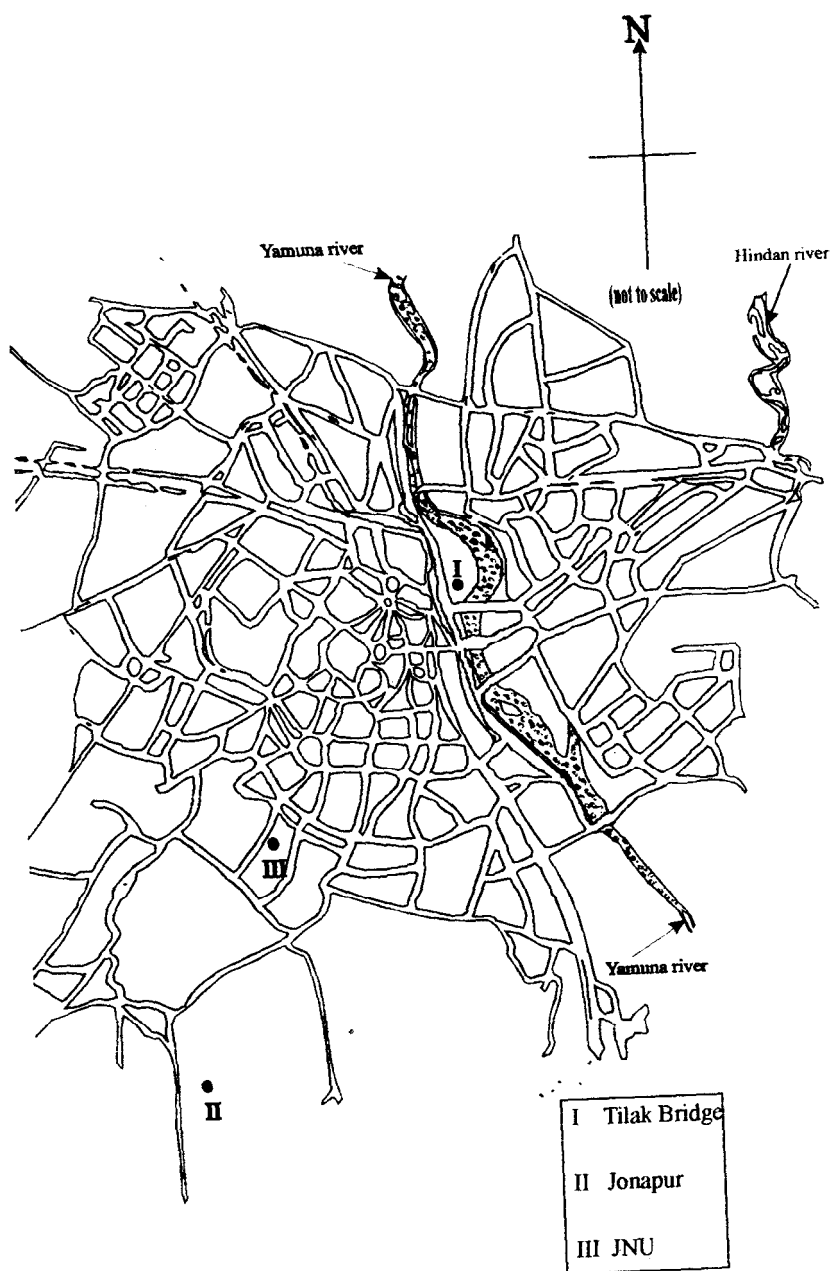 N
Yamuna river
Hindan river
(not to scale)
I
III
Yamuna river
II
I Tilak Bridge
II Jonapur
III JNU